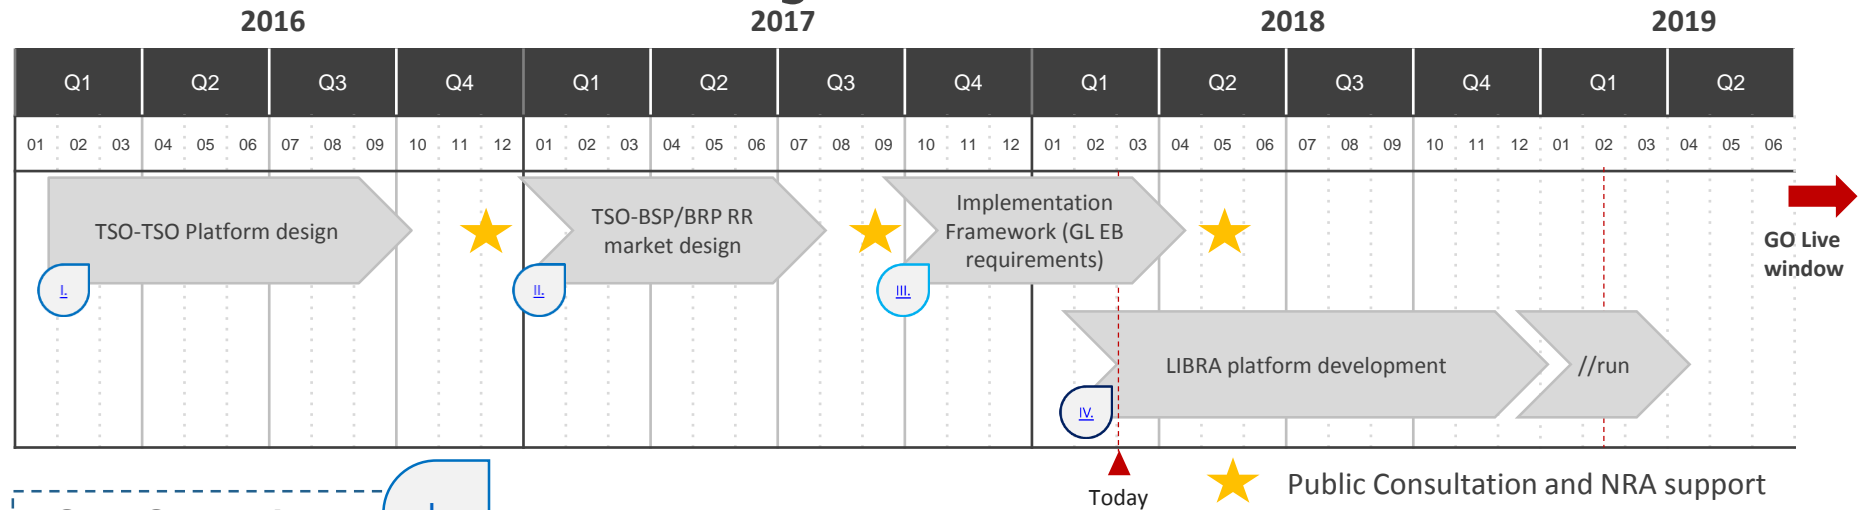 2016 2017 2018 2019
Q1 Q2 Q3 Q4 Q1 Q2 Q3 Q4 Q1 Q2 Q3 Q4 Q1 Q2
01 02 03 04 05 06 07 08 09 10 11 12 01 02 03 04 05 06 07 08 09 10 11 12 01 02 03 04 05 06 07 08 09 10 11 12 01 02 03 04 05 06
TSO-TSO Platform design
TSO-BSP/BRP RR
market design
Implementation
Framework (GL EB
requirements)
GO Live
window
I.
II.
III.
LIBRA platform development
//run
IV.
Today
Public Consultation and NRA support